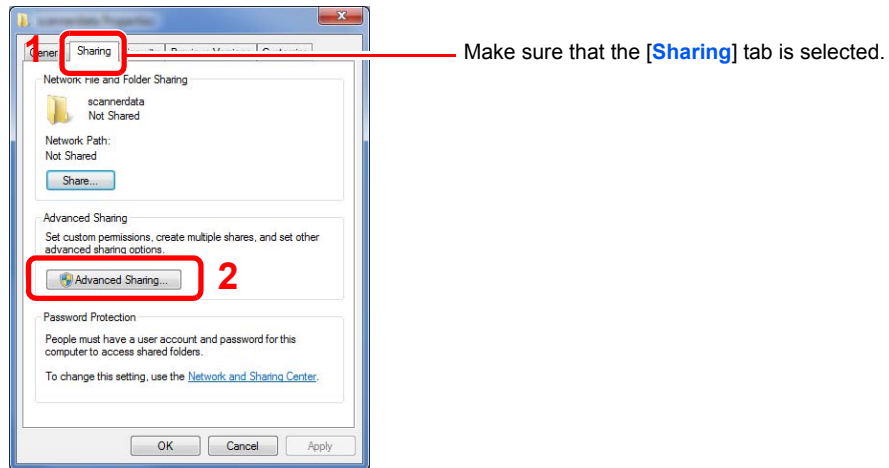 1
Sharing
Make sure that the [Sharing] tab is selected.
Network File and Folder Sharing
scannerdata
Not Shared
Network Path:
Not Shared
Share...
Advanced Sharing
Set custom permissions, create multiple shares, and set other
advanced sharing options.
Advanced Sharing...
2
Password Protection
People must have a user account and password for this
computer to access shared folders.
To change this setting, use the Network and Sharing Center.
OK Cancel Apply